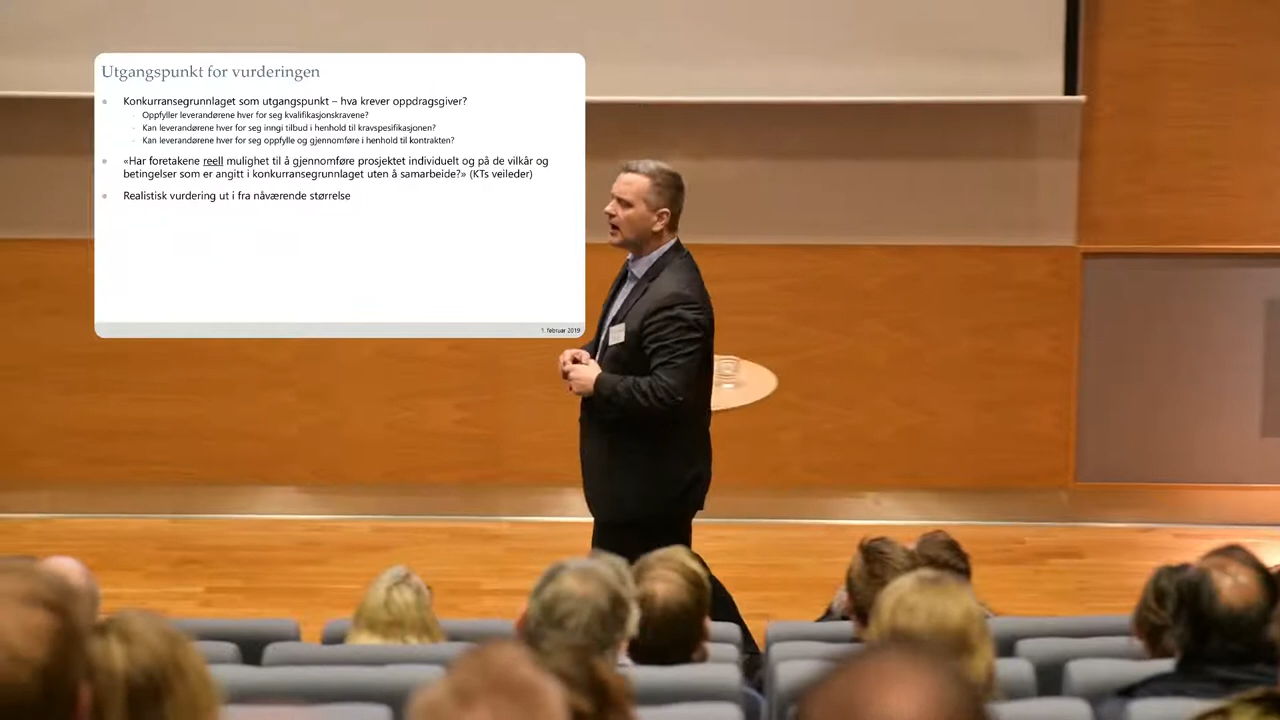 Utgangspunkt for vurderingen
Konkurransegrunnlaget som utgangspunkt – hva krever oppdragsgiver?
Oppfyller leverandørene hver for seg kvalifikasjonskravene?
Kan leverandørene hver for seg inngi tilbud i henhold til kravspesifikasjonen?
Kan leverandørene hver for seg oppfylle og gjennomføre i henhold til kontrakten?
«Har foretakene reell mulighet til å gjennomføre prosjektet individuelt og på de vilkår og
betingelser som er angitt i konkurransegrunnlaget uten å samarbeide?» (KTs veileder)
Realistisk vurdering ut i fra nåværende størrelse
1. februar 2019